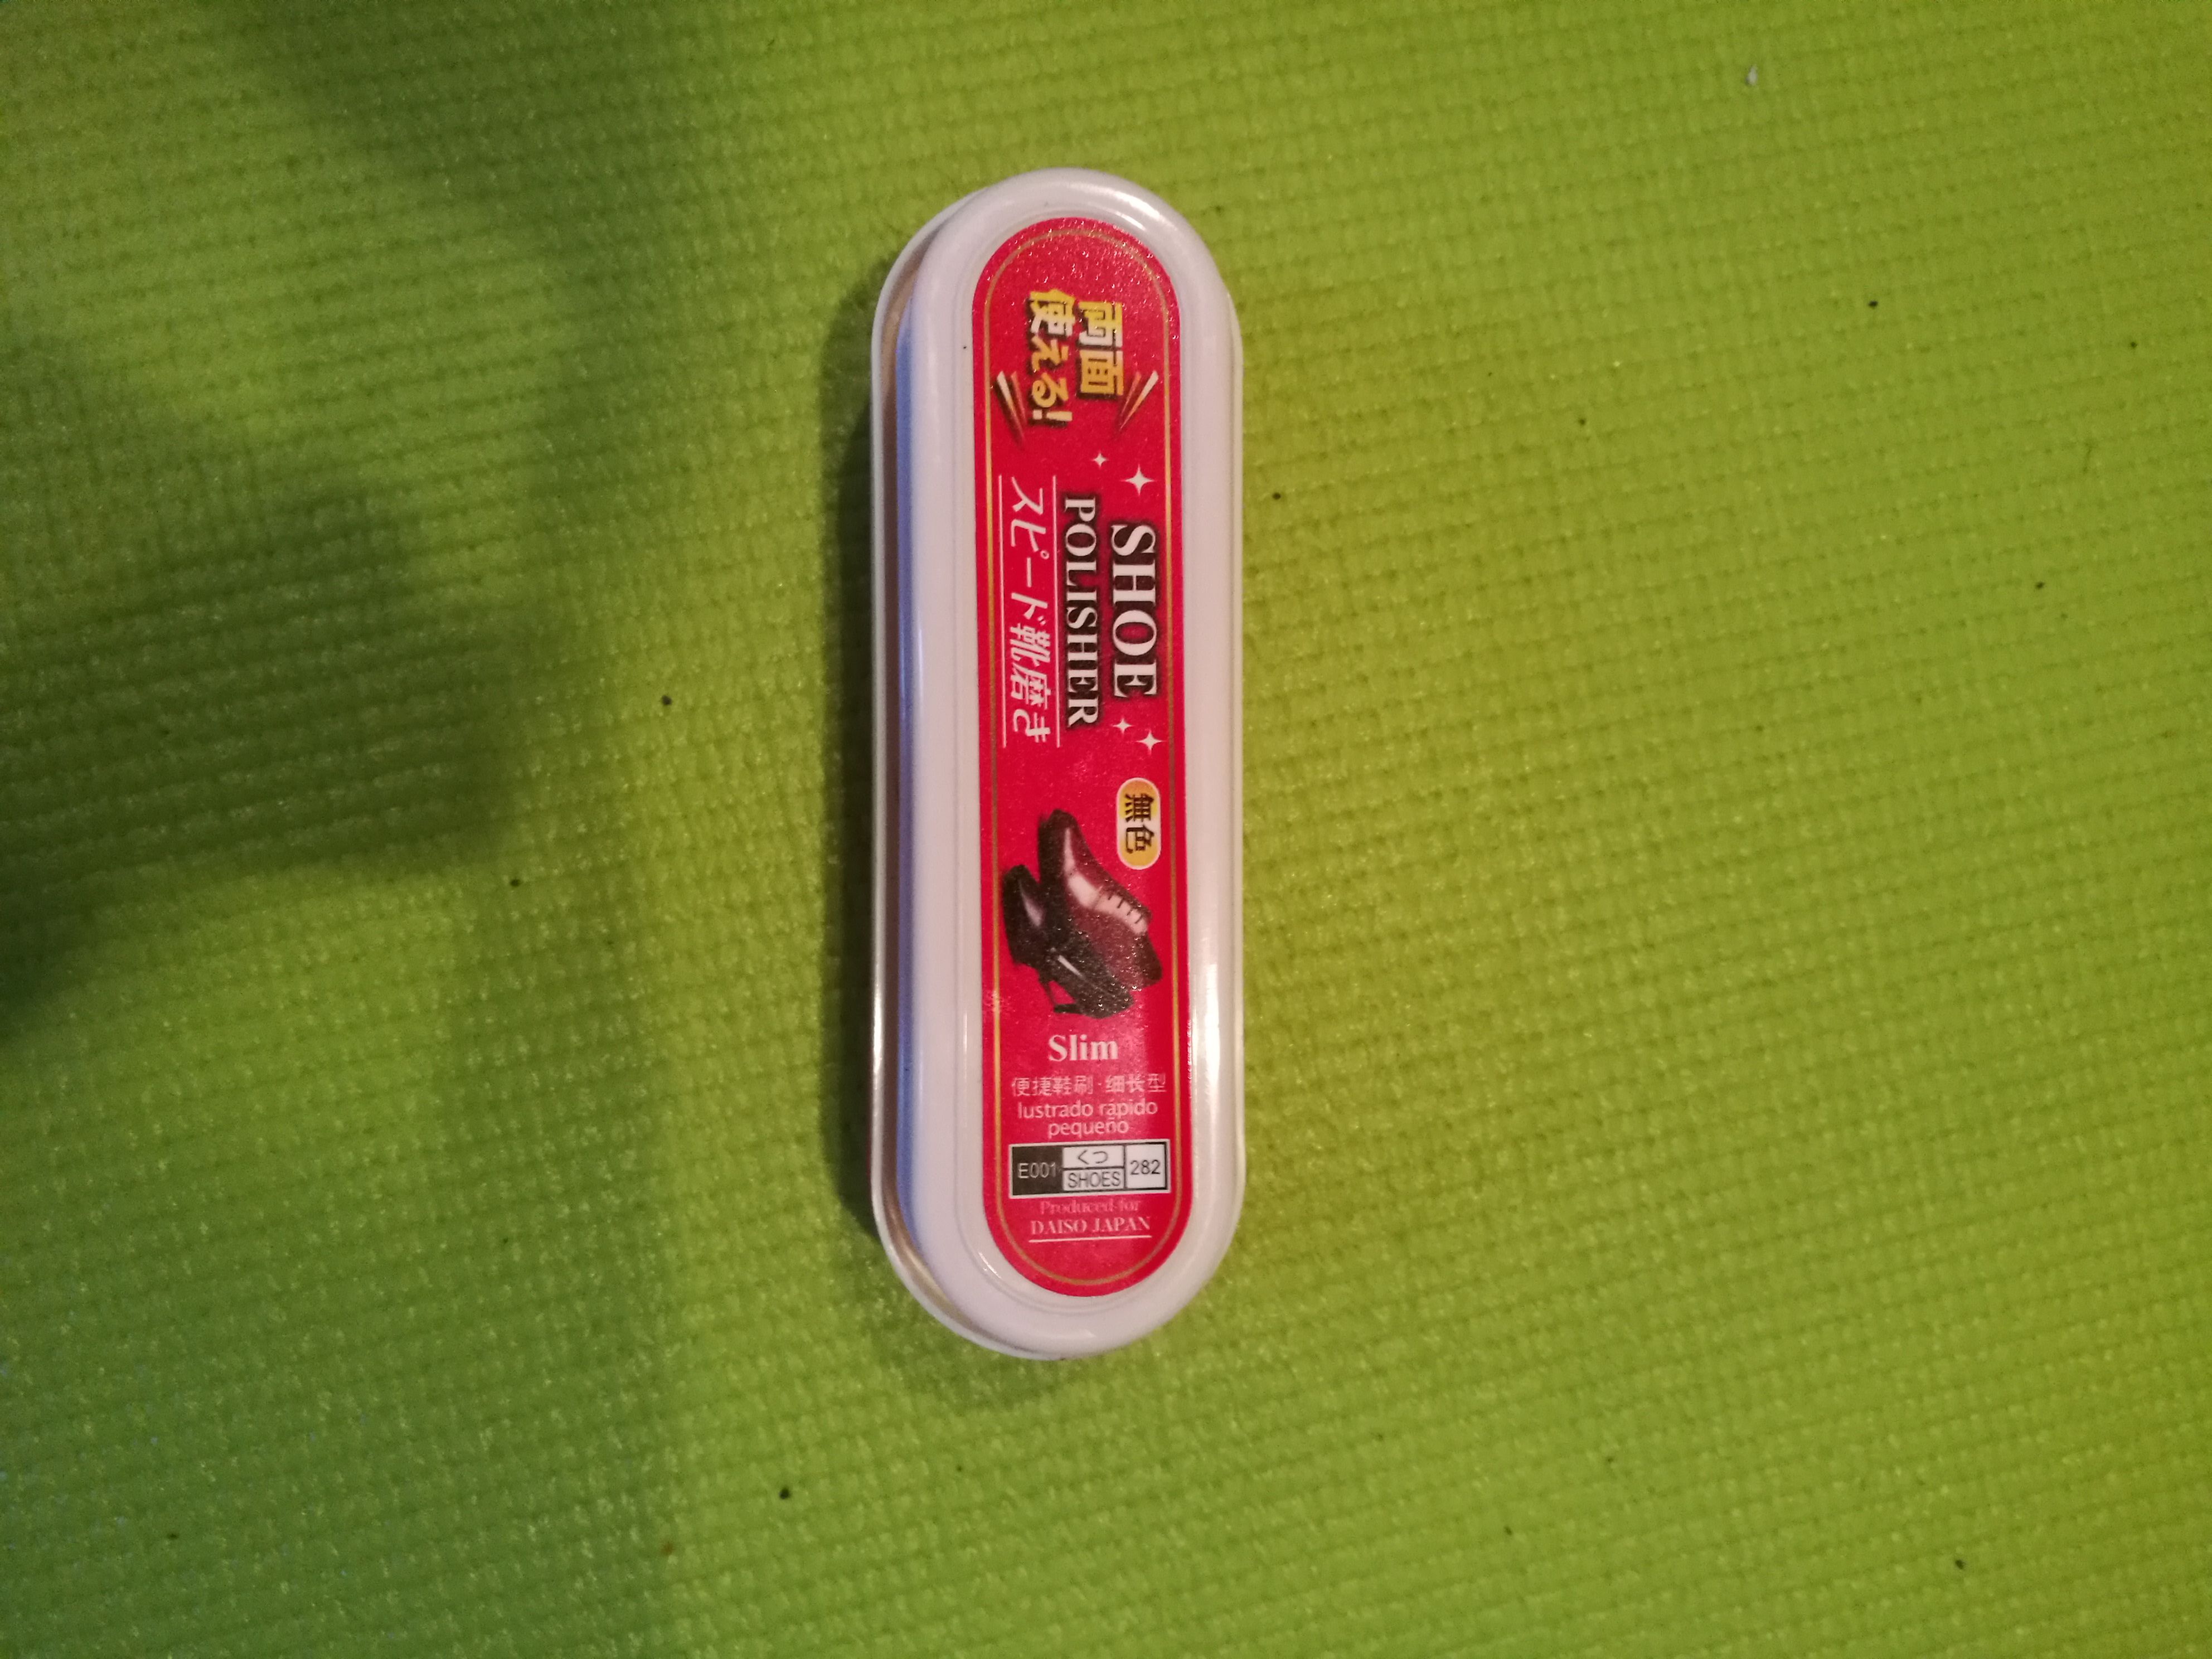 両面
使える!
SHOE
POLISHER
スピード靴磨き
無色
Slim
便捷鞋刷·细长型
lustrado rápido
pequeño
E001
くつ
SHOES
282
Produced for
DAISO JAPAN